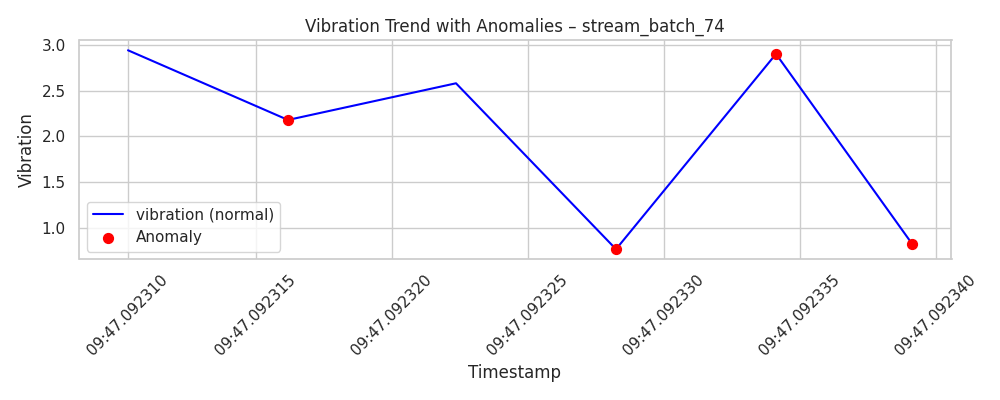 Vibration Trend with Anomalies – stream_batch_74
Vibration
3.0
2.5
2.0
1.5
1.0
vibration (normal)
Anomaly
09:47.092310
09:47.092315
09:47.092320
09:47.092325
09:47.092330
09:47.092335
09:47.092340
Timestamp